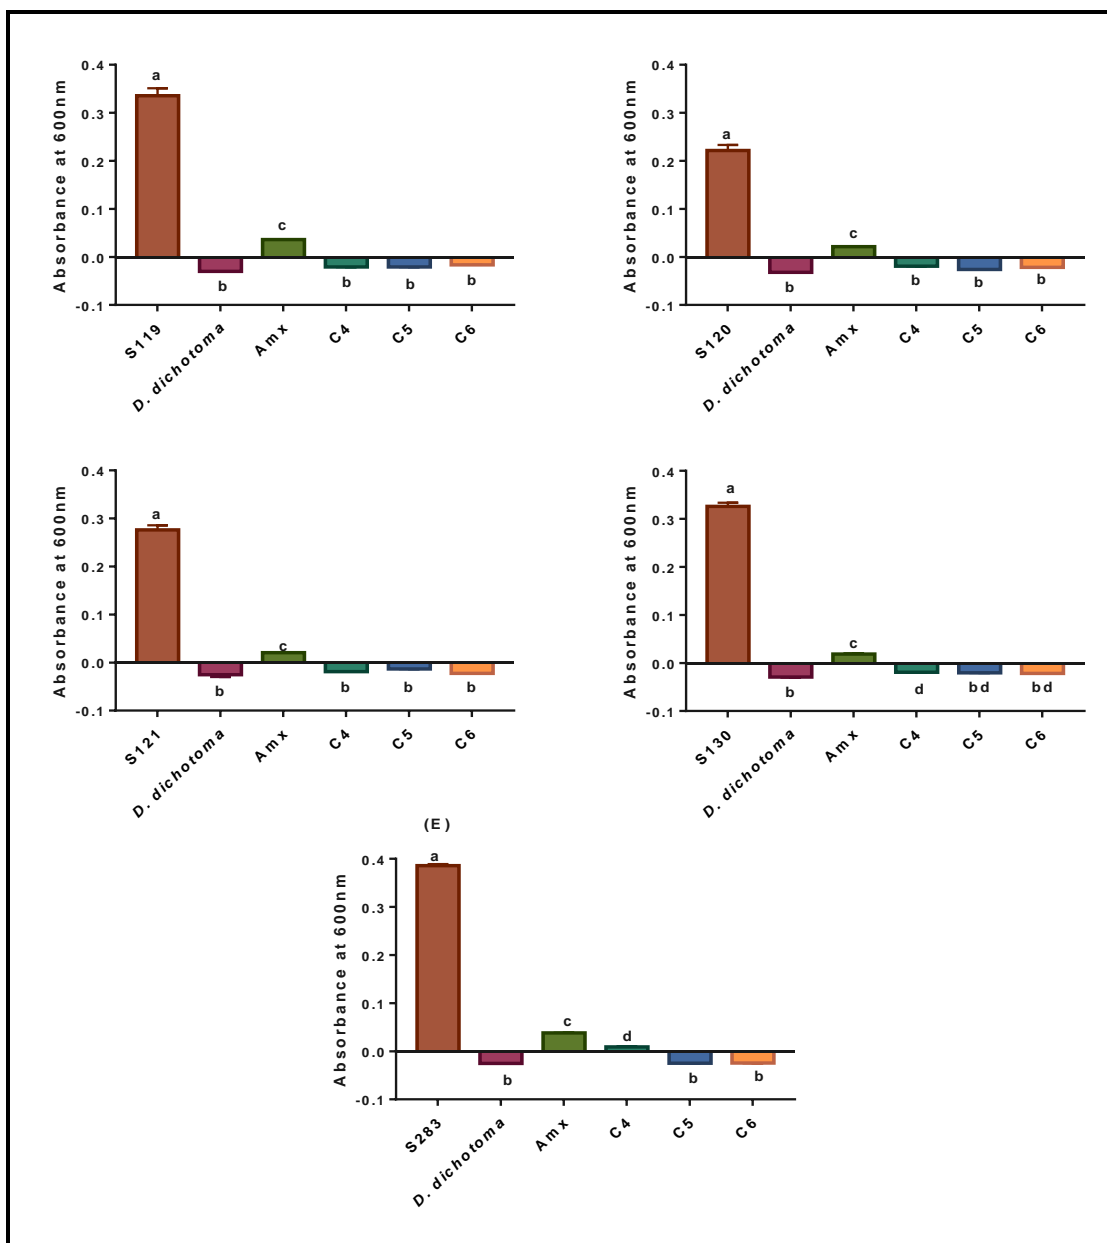 Absorbance at 600nm
0.4
0.3
0.2
0.1
0.0
-0.1
a
b
c
b
b
b
S119
D. dichotoma
Amx
C4
C5
C6
Absorbance at 600nm
0.4
0.3
0.2
0.1
0.0
-0.1
a
b
c
b
b
b
S120
D. dichotoma
Amx
C4
C5
C6
Absorbance at 600nm
0.4
0.3
0.2
0.1
0.0
-0.1
a
b
c
b
b
b
S121
D. dichotoma
Amx
C4
C5
C6
Absorbance at 600nm
0.4
0.3
0.2
0.1
0.0
-0.1
a
b
c
d
bd
bd
S130
D. dichotoma
Amx
C4
C5
C6
(E)
Absorbance at 600nm
0.4
0.3
0.2
0.1
0.0
-0.1
a
b
c
d
b
b
S283
D. dichotoma
Amx
C4
C5
C6